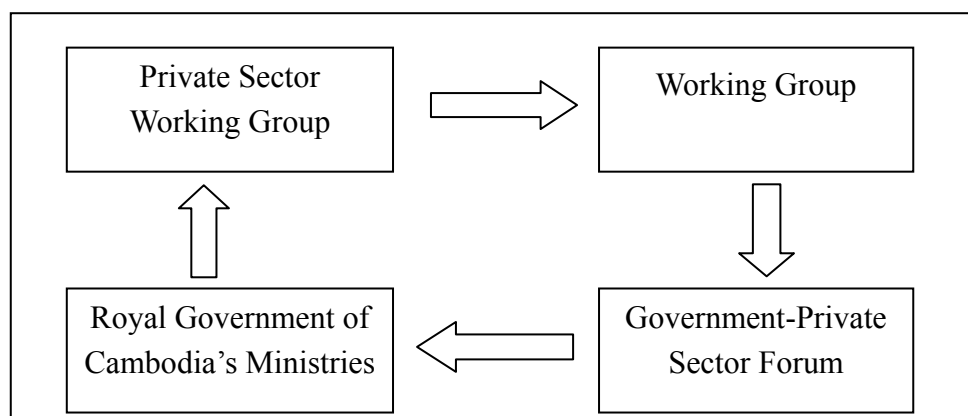 Private Sector
Working Group
Working Group
Royal Government of
Cambodia’s Ministries
Government-Private
Sector Forum